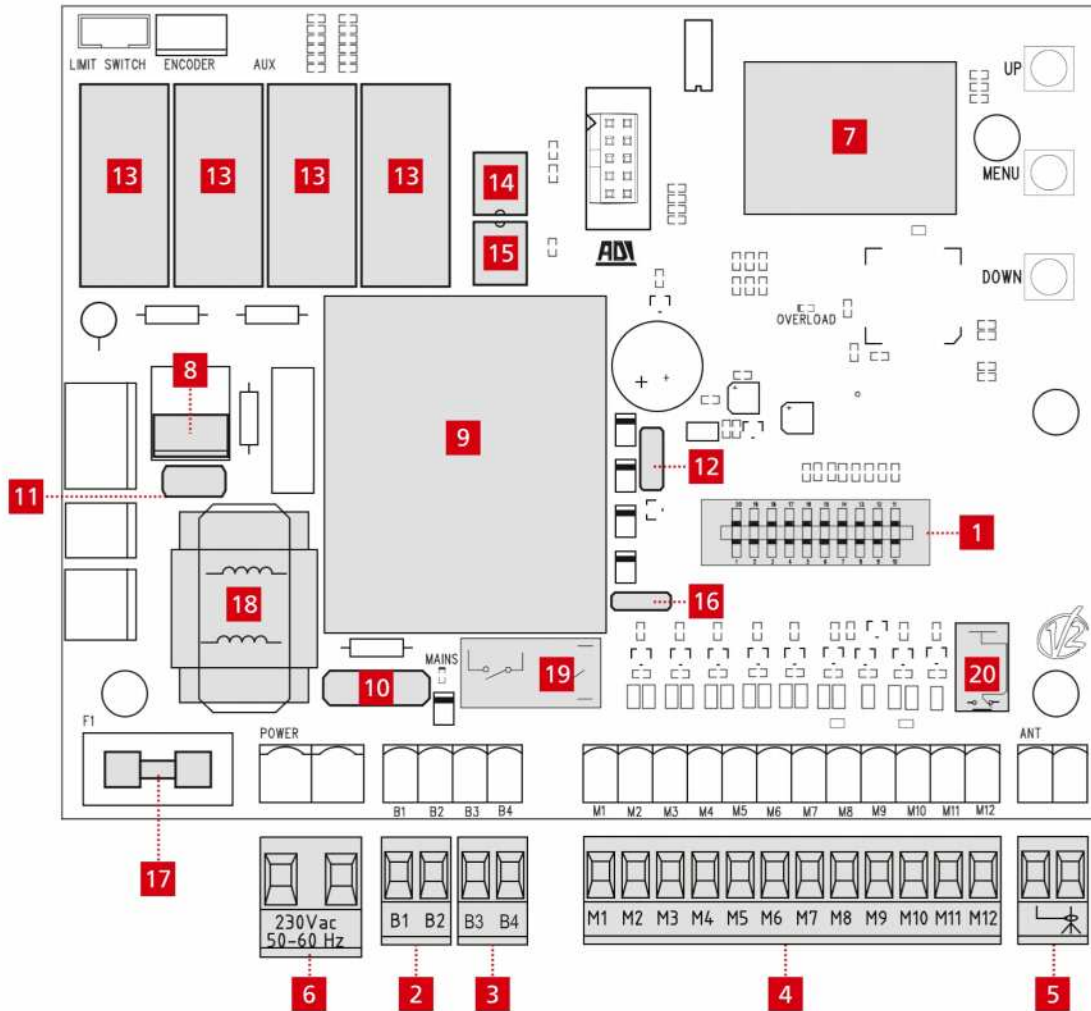 LIMIT SWITCH ENCODER AUX
UP
7
13 13 13 13
14
MENU
15
ADI
DOWN
OVERLOAD
8
9
12
11
1
18
16
V2
MAINS
19
20
10
F1
POWER
ANT
B1 B2 B3 B4
M1 M2 M3 M4 M5 M6 M7 M8 M9 M10 M11 M12
17
230Vac
50-60 Hz
B1 B2 B3 B4
M1 M2 M3 M4 M5 M6 M7 M8 M9 M10 M11 M12
6 2 3 4 5